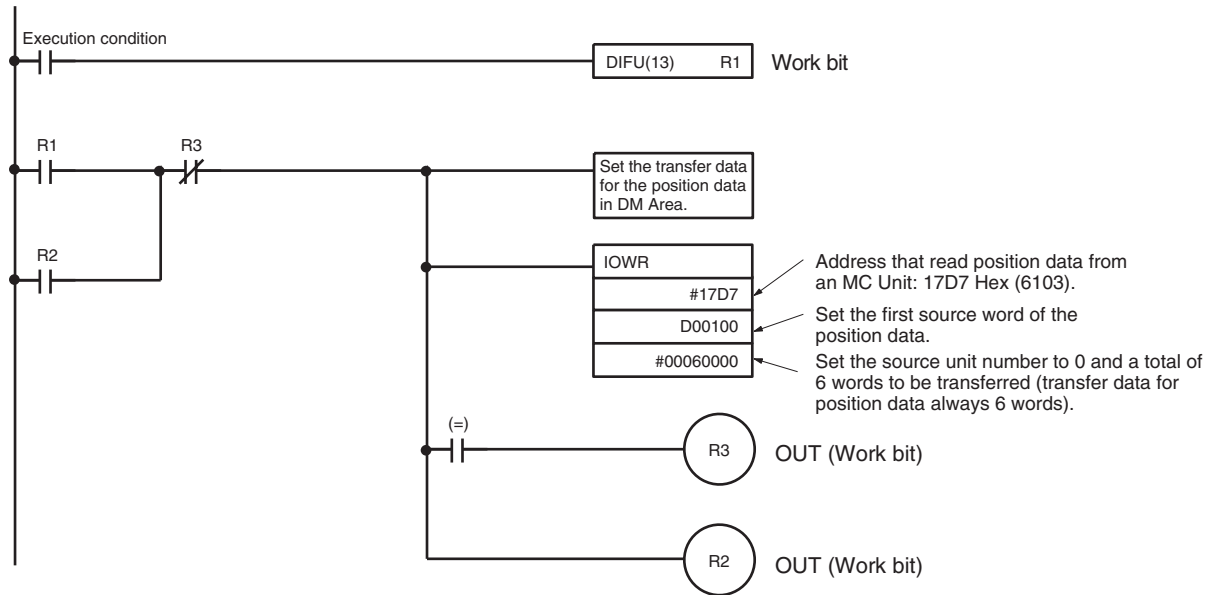 Execution condition
DIFU(13) R1
Work bit
R1
R3
Set the transfer data
for the position data
in DM Area.
R2
IOWR
#17D7
D00100
#00060000
Address that read position data from
an MC Unit: 17D7 Hex (6103).
Set the first source word of the
position data.
Set the source unit number to 0 and a total of
6 words to be transferred (transfer data for
position data always 6 words).
(=)
R3
OUT (Work bit)
R2
OUT (Work bit)